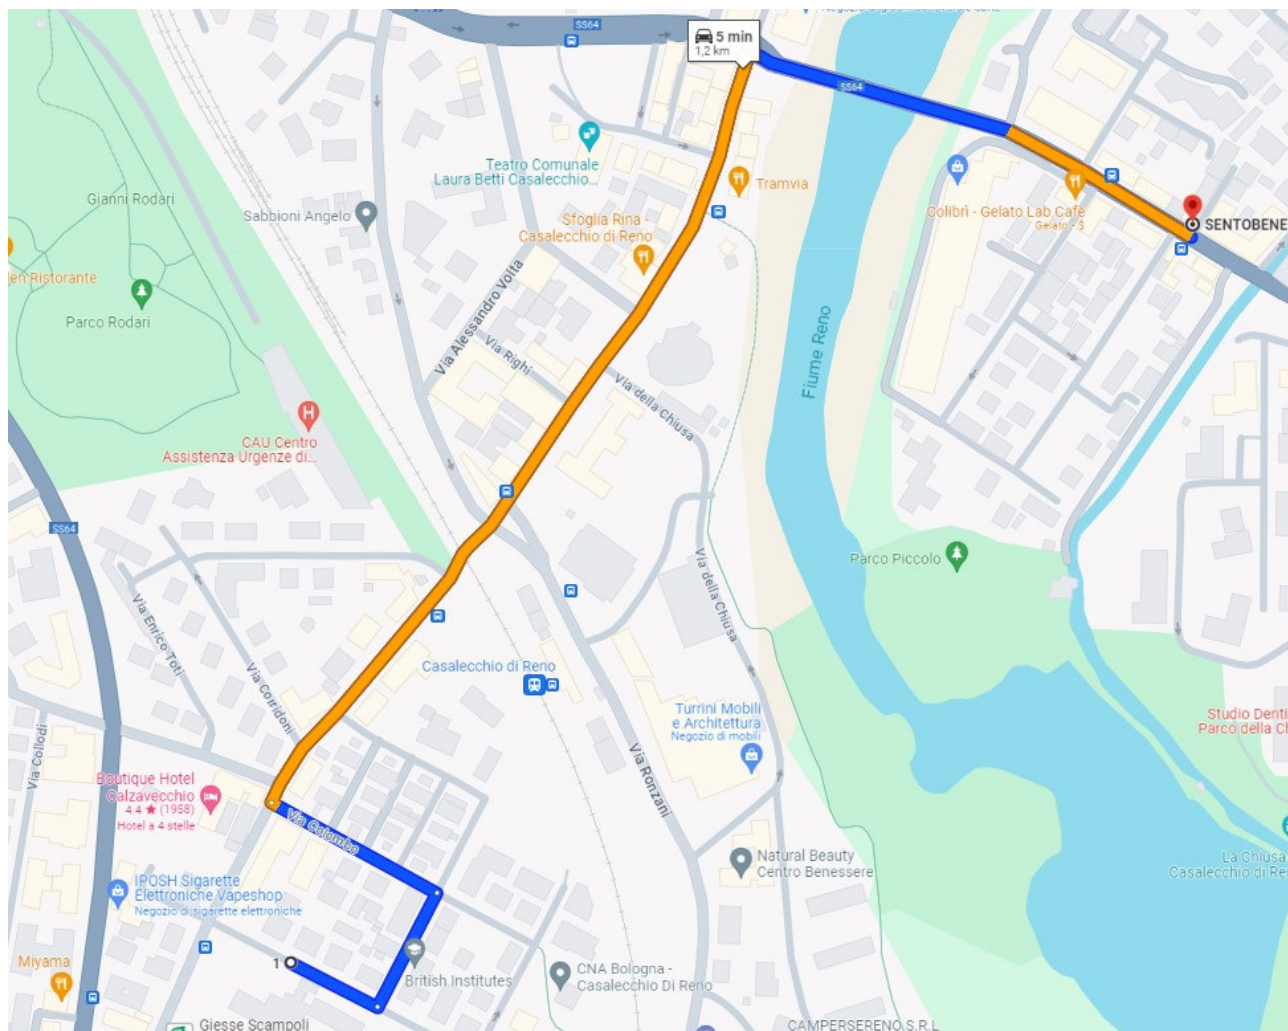 SS64
5 min
1,2 km
SS64
Teatro Comunale
Laura Betti Casalecchio...
Tramvia
Gianni Rodari
Sabbioni Angelo
Colibrì - Gelato Lab Cafè
Gelato - $
SENTOBENE
Sfoglia Rina -
Casalecchio di Reno
len Ristorante
Parco Rodari
Via Alessandro Volta
Via Righi
Fiume Reno
Via della Chiusa
CAU Centro
Assistenza Urgenze di...
SS64
Parco Piccolo
Via della Chiusa
Via Enrico Toti
Via Corridoni
Casalecchio di Reno
Turrini Mobili
e Architettura
Negozio di mobili
Studio Denti
Parco della Ch
Via Collodi
Via Ronzani
Boutique Hotel
Calzavecchio
4.4 ★ (1958)
Hotel a 4 stelle
Via Colombo
Natural Beauty
Centro Benessere
La Chiusa
Casalecchio di Re
IPOSH Sigarette
Elettroniche Vapeshop
Negozio di sigarette elettroniche
Miyama
1
British Institutes
CNA Bologna -
Casalecchio Di Reno
Giesse Scampoli
CAMPERSERENO S.R.L